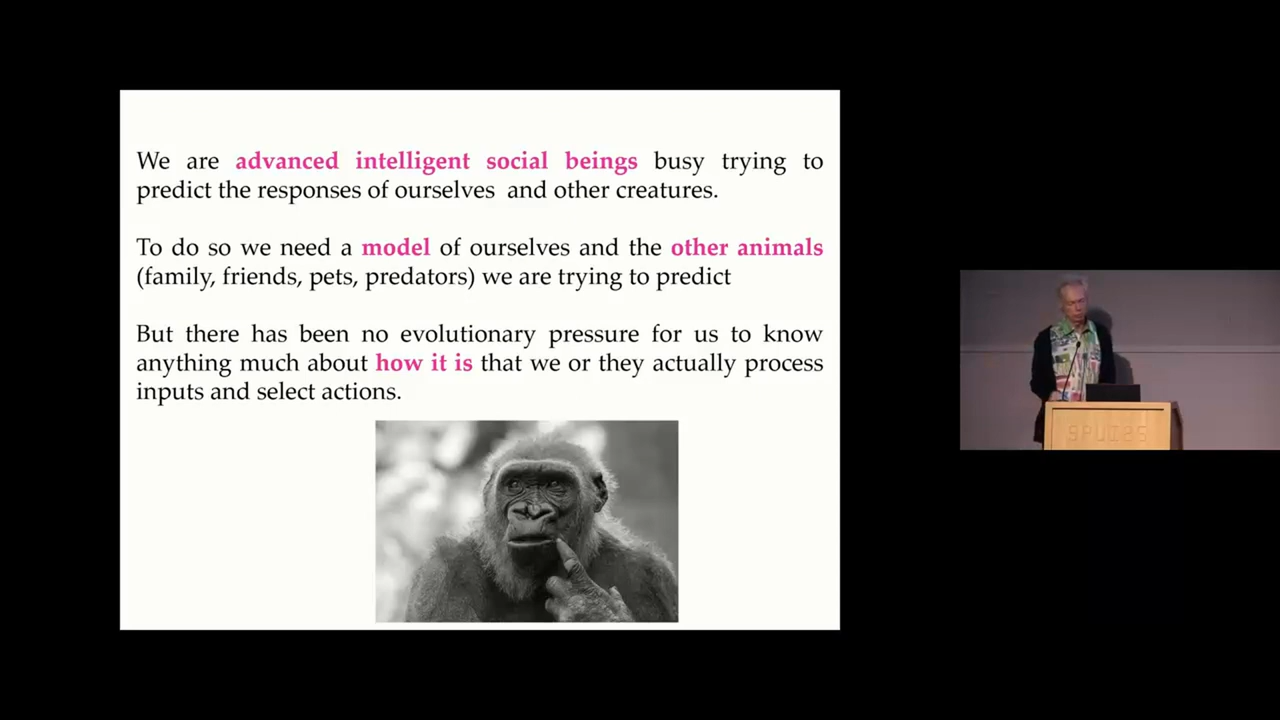 We are advanced intelligent social beings busy trying to
predict the responses of ourselves and other creatures.
To do so we need a model of ourselves and the other animals
(family, friends, pets, predators) we are trying to predict
But there has been no evolutionary pressure for us to know
anything much about how it is that we or they actually process
inputs and select actions.